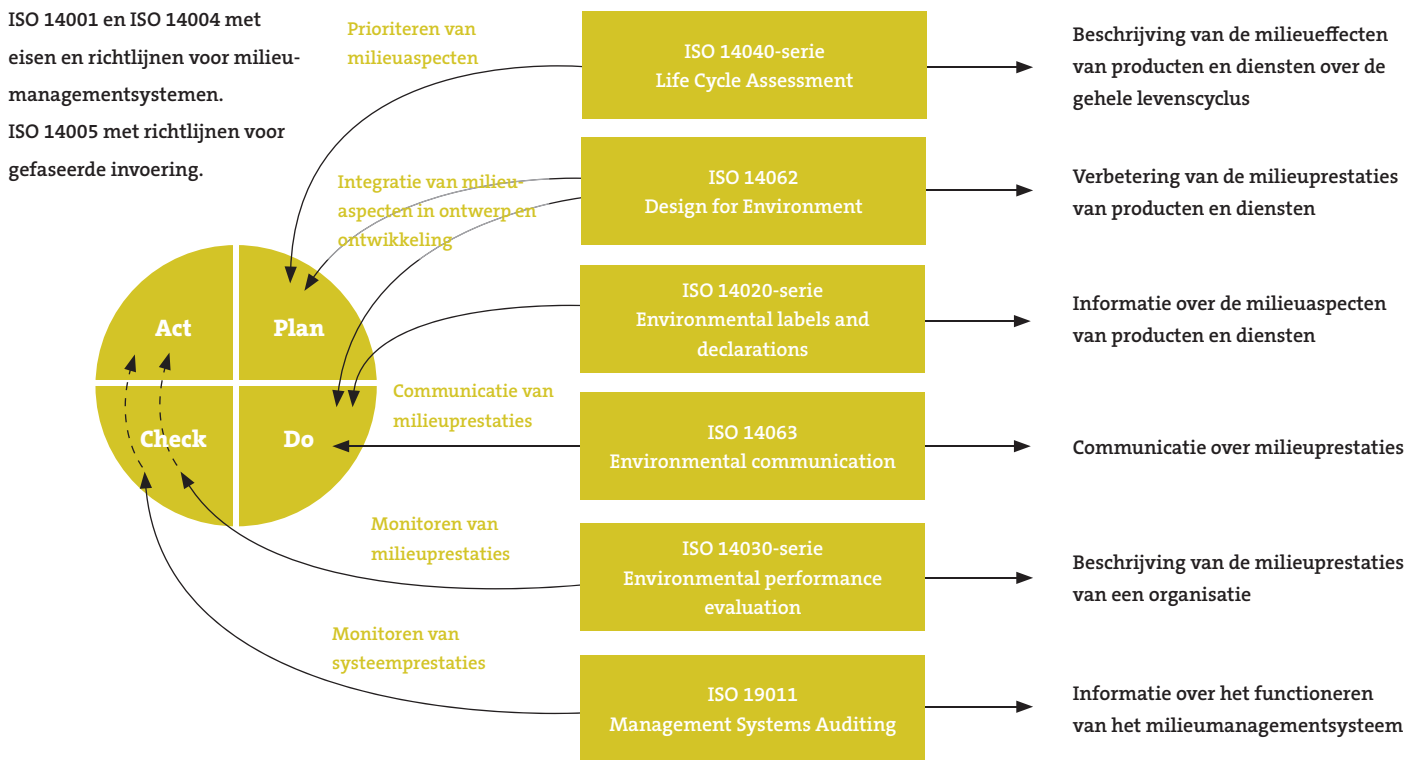 ISO 14001 en ISO 14004 met
eisen en richtlijnen voor milieu-
managementsystemen.
ISO 14005 met richtlijnen voor
gefaseerde invoering.
Prioriteren van
milieuaspecten
Integratie van milieu-
aspecten in ontwerp en
ontwikkeling
Act
Plan
Check
Do
Communicatie van
milieuprestaties
Monitoren van
milieuprestaties
Monitoren van
systeemprestaties
ISO 14040-serie
Life Cycle Assessment
Beschrijving van de milieueffecten
van producten en diensten over de
gehele levenscyclus
ISO 14062
Design for Environment
Verbetering van de milieuprestaties
van producten en diensten
ISO 14020-serie
Environmental labels and
declarations
Informatie over de milieuaspecten
van producten en diensten
ISO 14063
Environmental communication
Communicatie over milieuprestaties
ISO 14030-serie
Environmental performance
evaluation
Beschrijving van de milieuprestaties
van een organisatie
ISO 19011
Management Systems Auditing
Informatie over het functioneren
van het milieumanagementsysteem